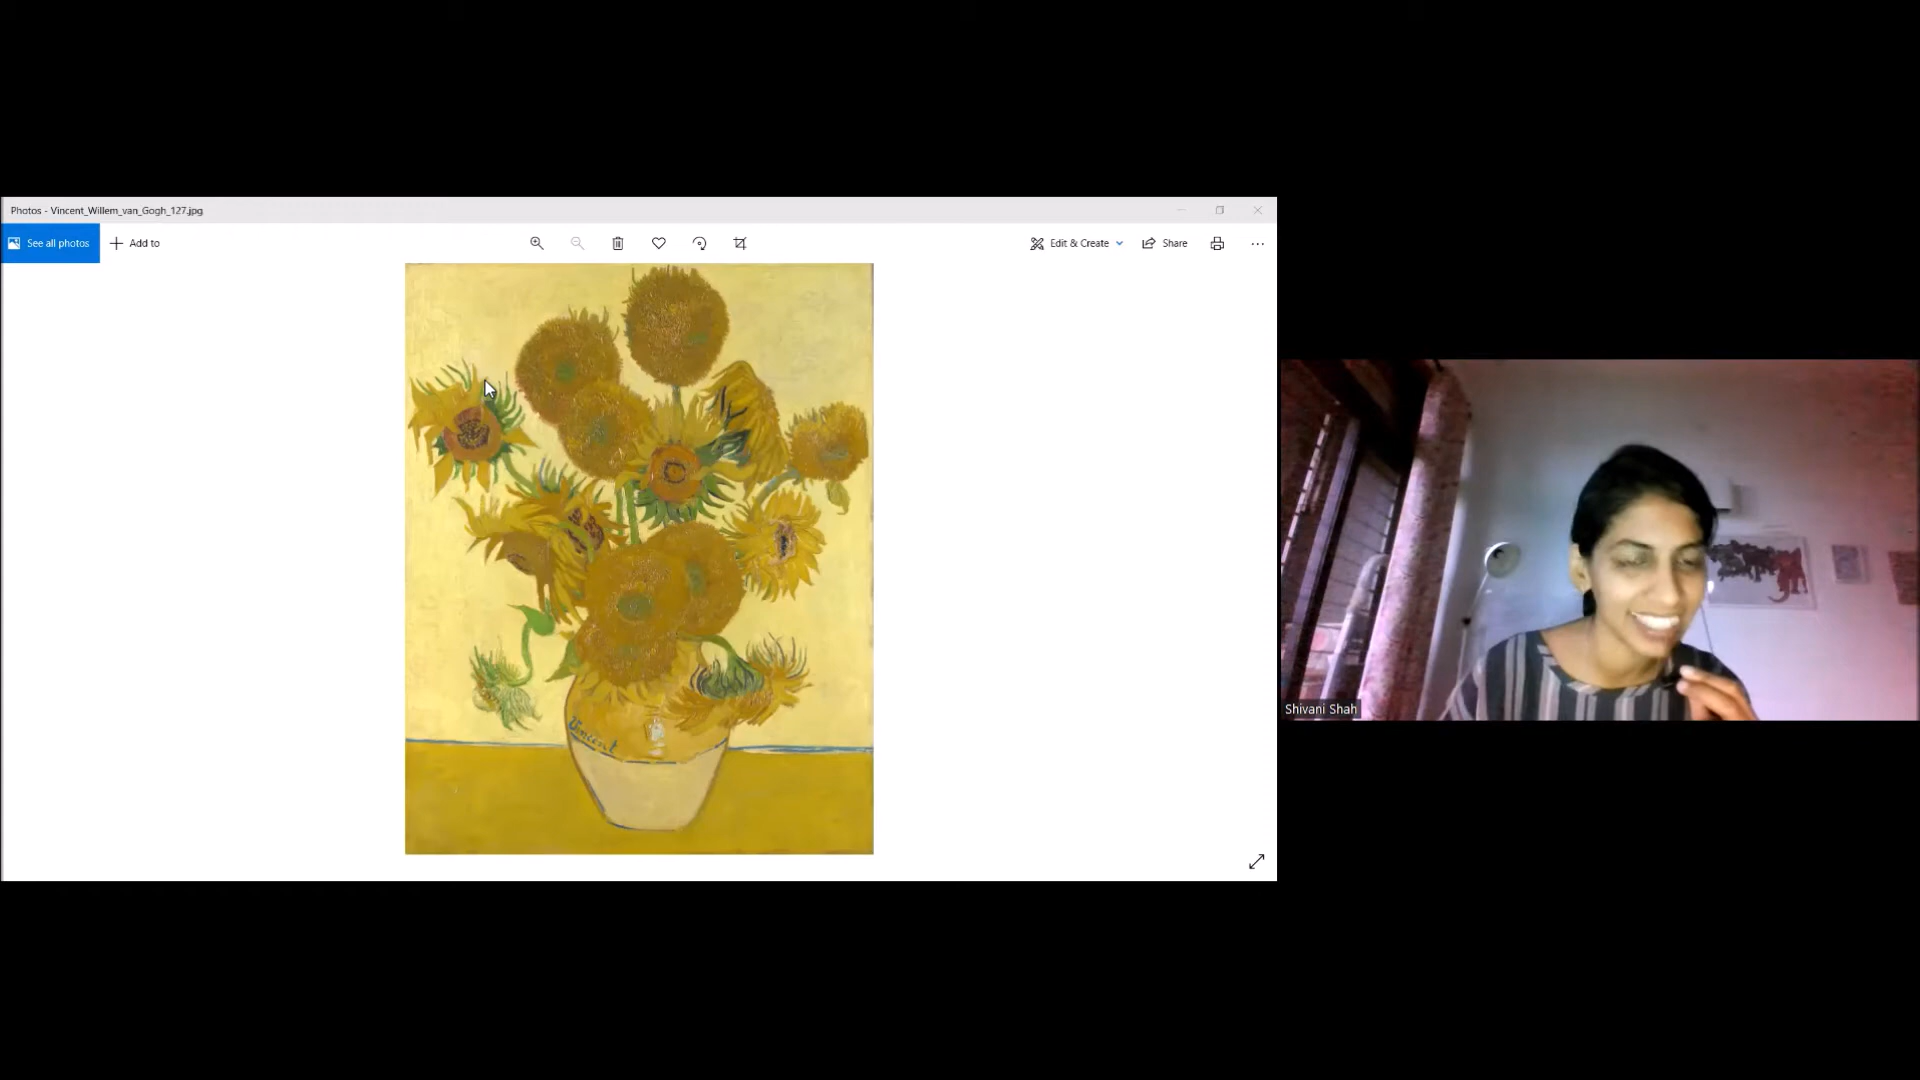 Photos - Vincent_Willem_van_Gogh_127.jpg
See all photos
Add to
Edit & Create
Share
Vincent
Shivani Shah